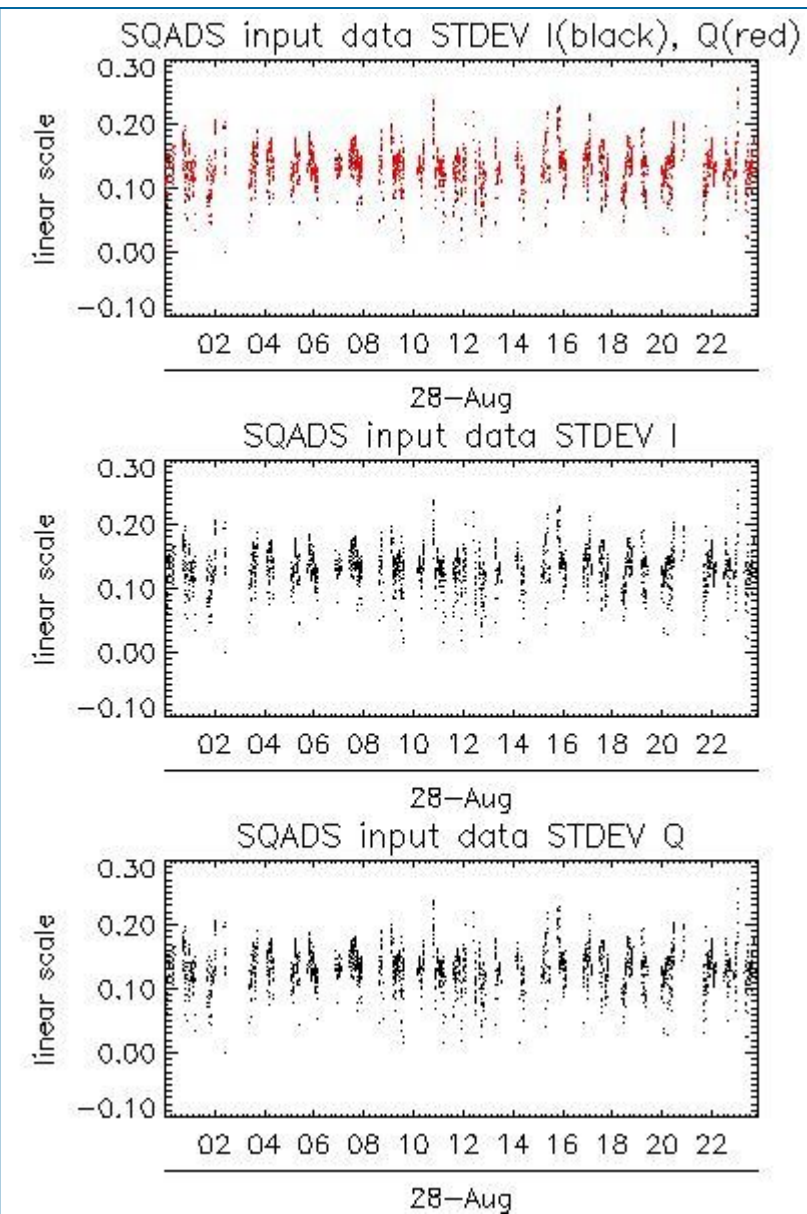 SQADS input data STDEV I(black), Q(red)
0.30
0.20
0.10
0.00
−0.10
linear scale
02 04 06 08 10 12 14 16 18 20 22
28−Aug
SQADS input data STDEV I
0.30
0.20
0.10
0.00
−0.10
linear scale
02 04 06 08 10 12 14 16 18 20 22
28−Aug
SQADS input data STDEV Q
0.30
0.20
0.10
0.00
−0.10
linear scale
02 04 06 08 10 12 14 16 18 20 22
28−Aug